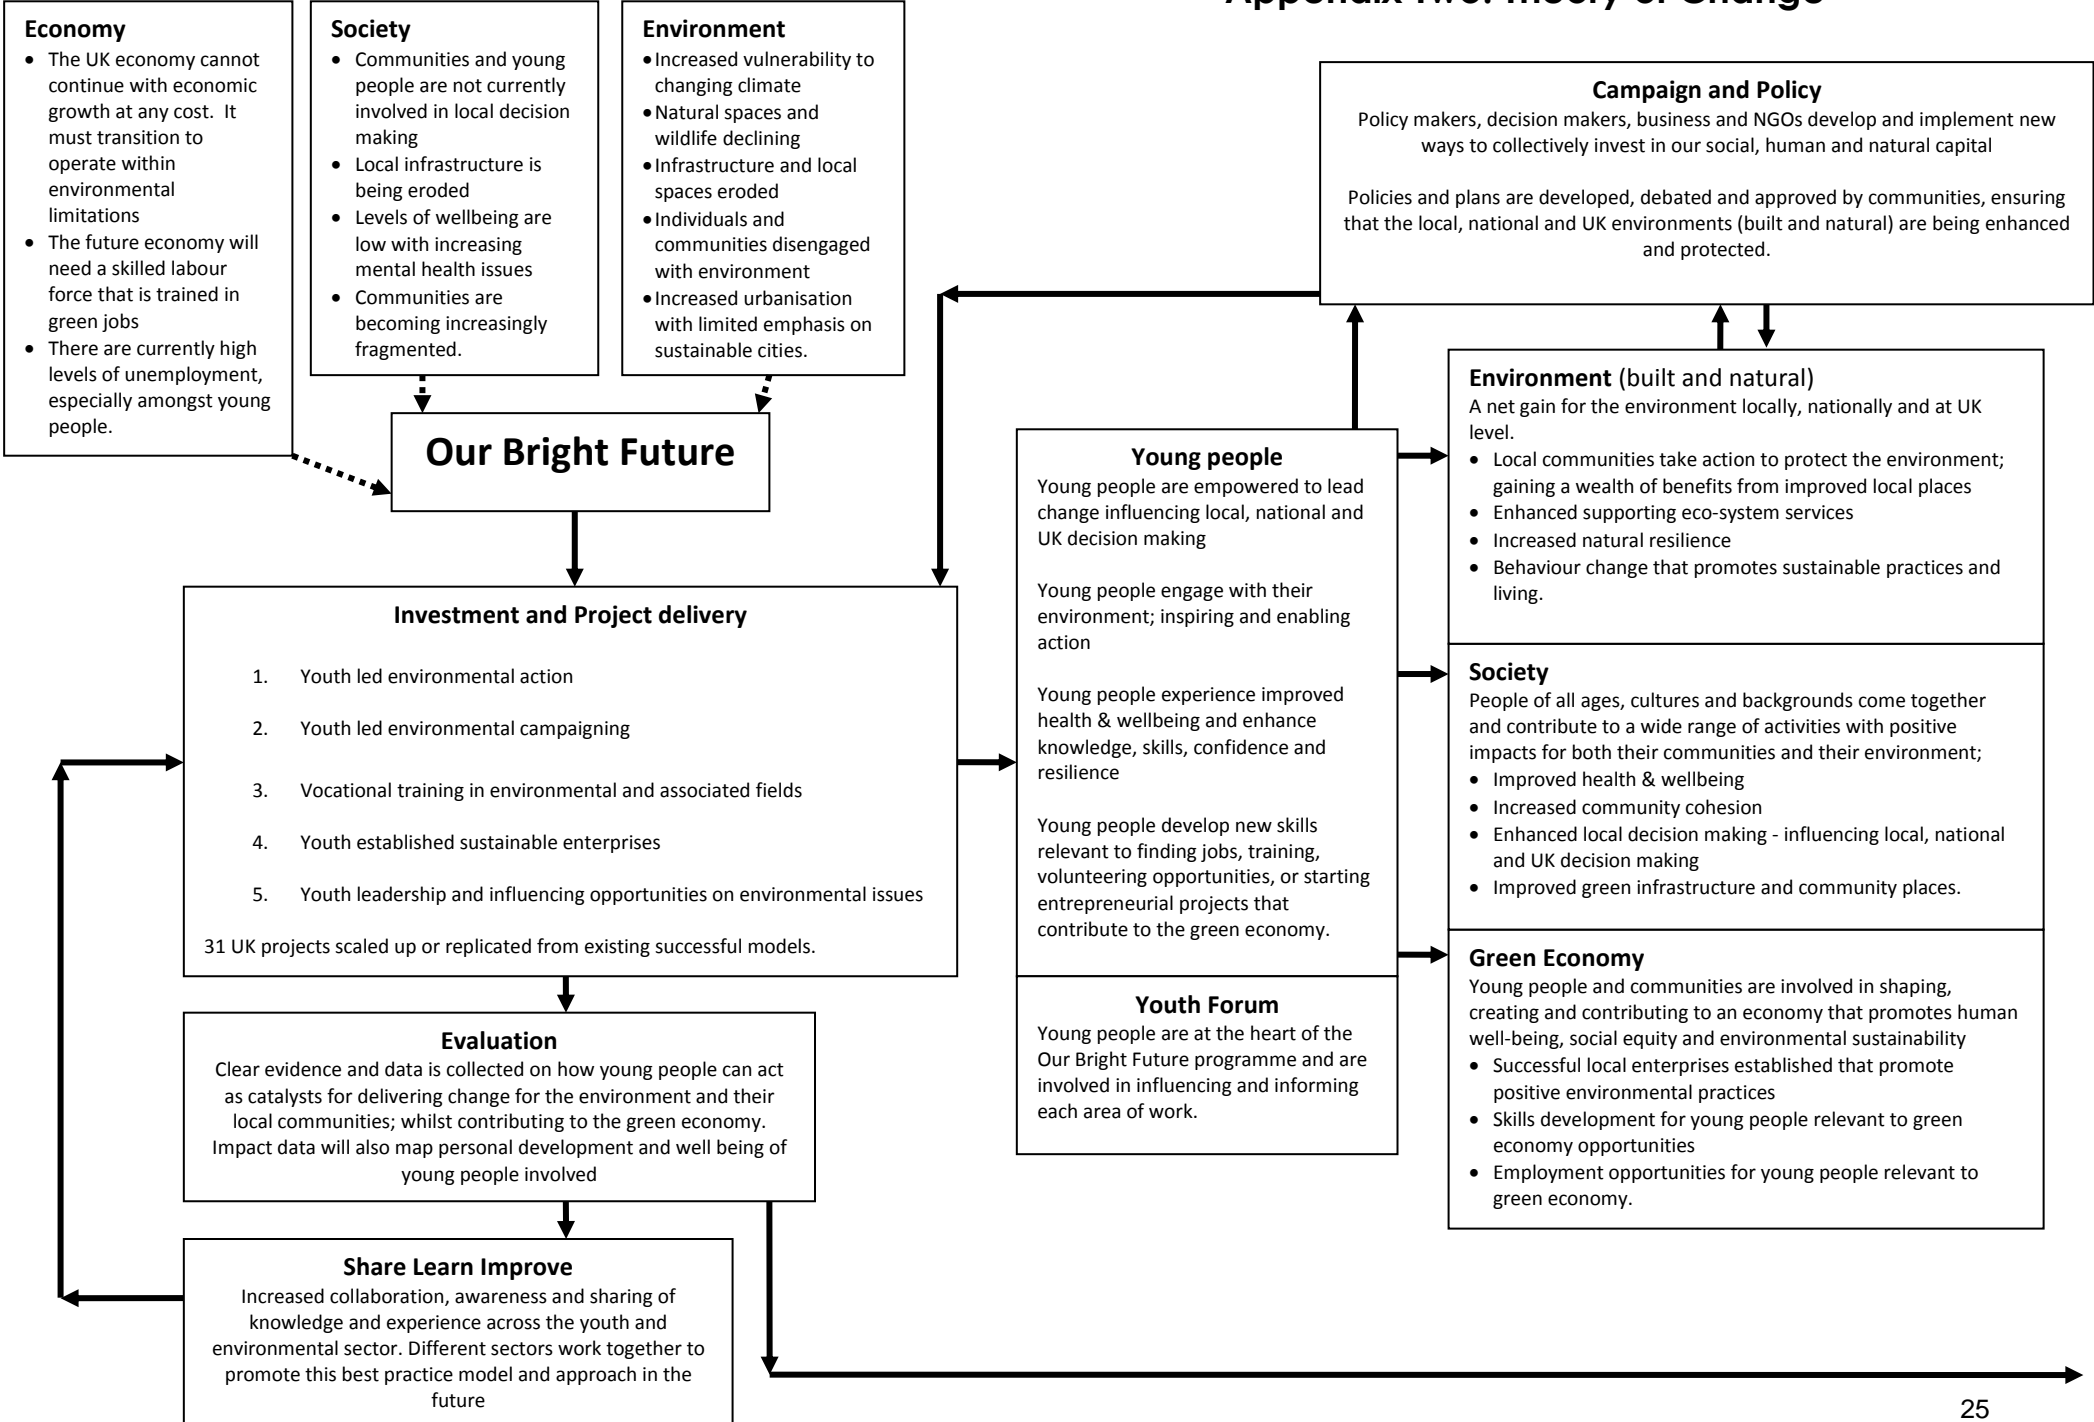 Appendix Two: Theory of Change
Economy
• The UK economy cannot
continue with economic
growth at any cost.  It
must transition to
operate within
environmental
limitations
• The future economy will
need a skilled labour
force that is trained in
green jobs
• There are currently high
levels of unemployment,
especially amongst young
people.
Society
• Communities and young
people are not currently
involved in local decision
making
• Local infrastructure is
being eroded
• Levels of wellbeing are
low with increasing
mental health issues
• Communities are
becoming increasingly
fragmented.
Environment
• Increased vulnerability to
changing climate
• Natural spaces and
wildlife declining
• Infrastructure and local
spaces eroded
• Individuals and
communities disengaged
with environment
• Increased urbanisation
with limited emphasis on
sustainable cities.
Our Bright Future
Campaign and Policy
Policy makers, decision makers, business and NGOs develop and implement new
ways to collectively invest in our social, human and natural capital
Policies and plans are developed, debated and approved by communities, ensuring
that the local, national and UK environments (built and natural) are being enhanced
and protected.
Investment and Project delivery
1. Youth led environmental action
2. Youth led environmental campaigning
3. Vocational training in environmental and associated fields
4. Youth established sustainable enterprises
5. Youth leadership and influencing opportunities on environmental issues
31 UK projects scaled up or replicated from existing successful models.
Evaluation
Clear evidence and data is collected on how young people can act
as catalysts for delivering change for the environment and their
local communities; whilst contributing to the green economy.
Impact data will also map personal development and well being of
young people involved
Share Learn Improve
Increased collaboration, awareness and sharing of
knowledge and experience across the youth and
environmental sector. Different sectors work together to
promote this best practice model and approach in the
future
Young people
Young people are empowered to lead
change influencing local, national and
UK decision making
Young people engage with their
environment; inspiring and enabling
action
Young people experience improved
health & wellbeing and enhance
knowledge, skills, confidence and
resilience
Young people develop new skills
relevant to finding jobs, training,
volunteering opportunities, or starting
entrepreneurial projects that
contribute to the green economy.
Youth Forum
Young people are at the heart of the
Our Bright Future programme and are
involved in influencing and informing
each area of work.
Environment (built and natural)
A net gain for the environment locally, nationally and at UK
level.
• Local communities take action to protect the environment;
gaining a wealth of benefits from improved local places
• Enhanced supporting eco-system services
• Increased natural resilience
• Behaviour change that promotes sustainable practices and
living.
Society
People of all ages, cultures and backgrounds come together
and contribute to a wide range of activities with positive
impacts for both their communities and their environment;
• Improved health & wellbeing
• Increased community cohesion
• Enhanced local decision making - influencing local, national
and UK decision making
• Improved green infrastructure and community places.
Green Economy
Young people and communities are involved in shaping,
creating and contributing to an economy that promotes human
well-being, social equity and environmental sustainability
• Successful local enterprises established that promote
positive environmental practices
• Skills development for young people relevant to green
economy opportunities
• Employment opportunities for young people relevant to
green economy.
25